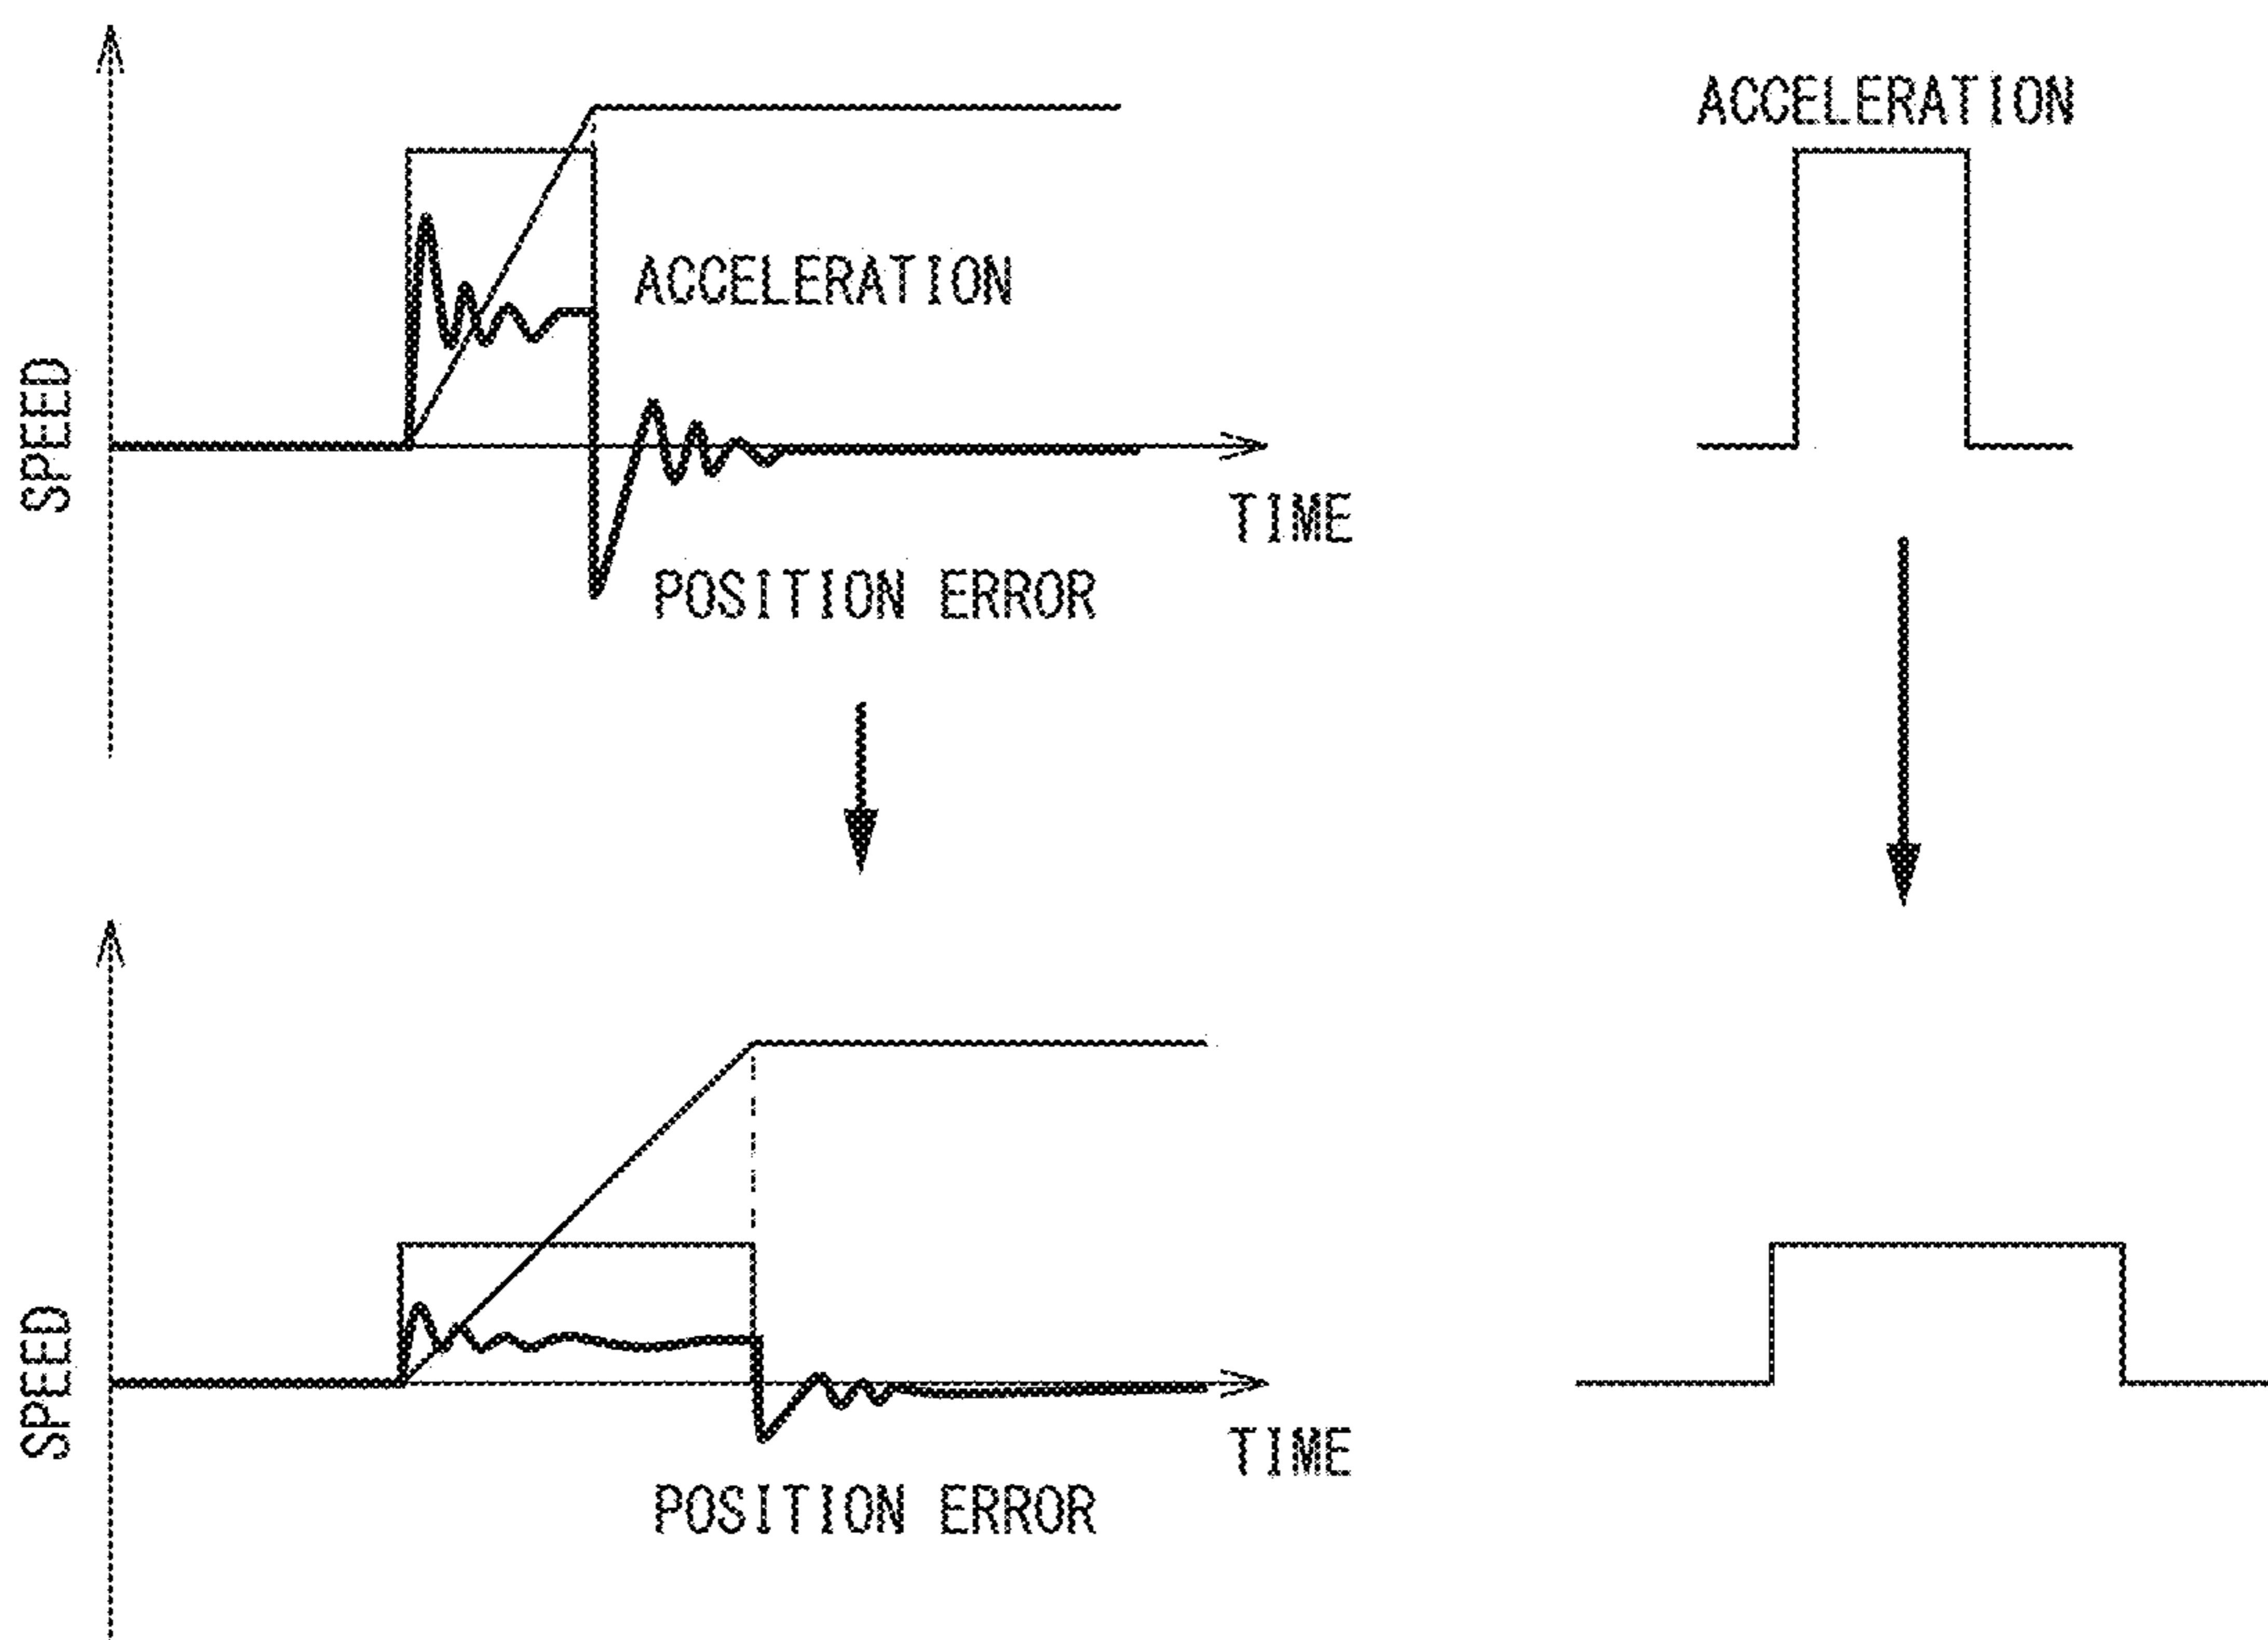 ACCELERATION
ACCELERATION
SPEED
TIME
POSITION ERROR
SPEED
TIME
POSITION ERROR